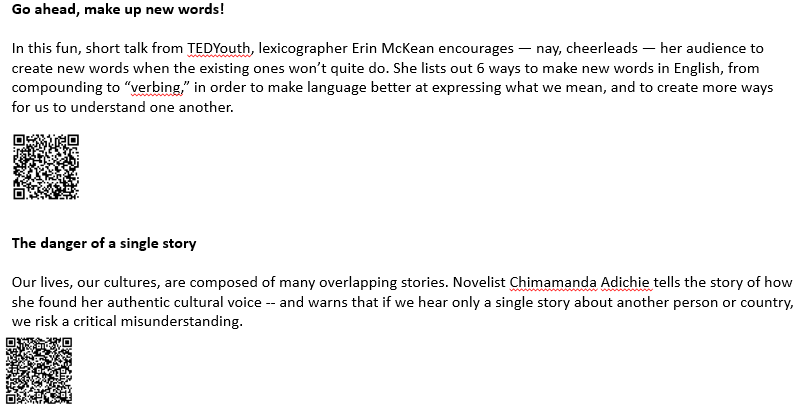 Go ahead, make up new words!
In this fun, short talk from TEDYouth, lexicographer Erin McKean encourages — nay, cheerleads — her audience to
create new words when the existing ones won’t quite do. She lists out 6 ways to make new words in English, from
compounding to “verbing,” in order to make language better at expressing what we mean, and to create more ways
for us to understand one another.
The danger of a single story
Our lives, our cultures, are composed of many overlapping stories. Novelist Chimamanda Adichie tells the story of how
she found her authentic cultural voice -- and warns that if we hear only a single story about another person or country,
we risk a critical misunderstanding.